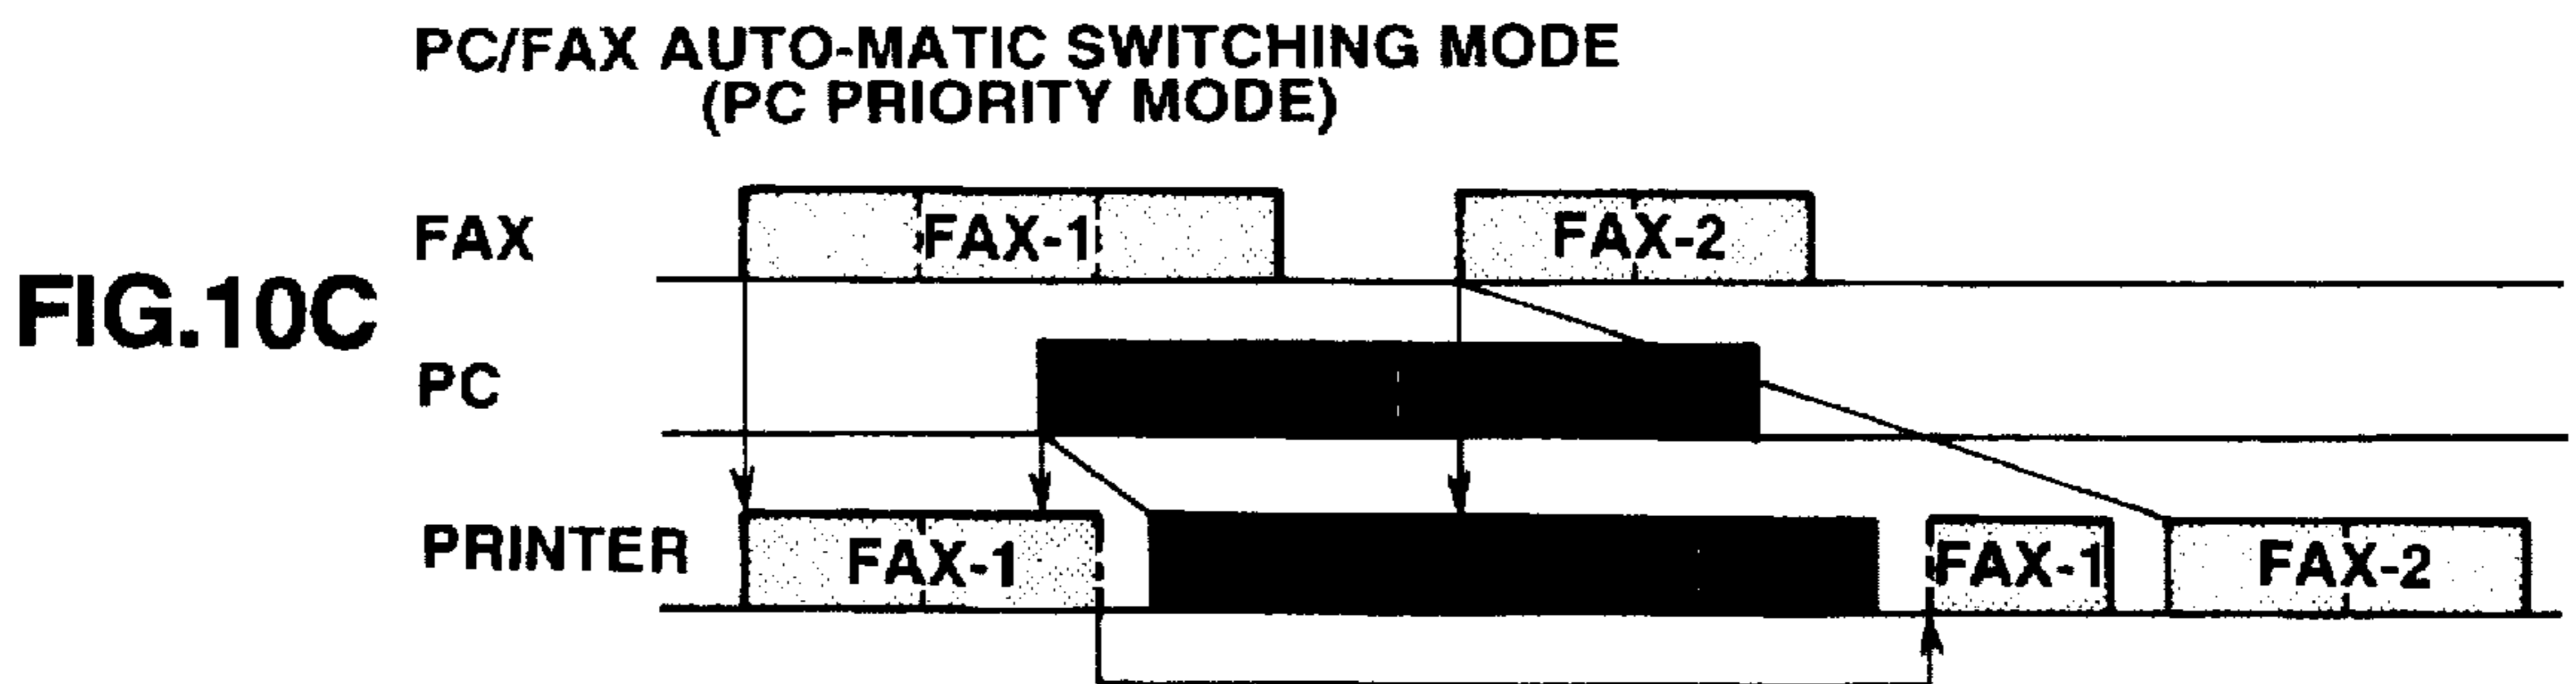 PC/FAX AUTO-MATIC SWITCHING MODE
(PC PRIORITY MODE)
FIG.10C
FAX
FAX-1
FAX-2
PC
PRINTER
FAX-1
FAX-1
FAX-2